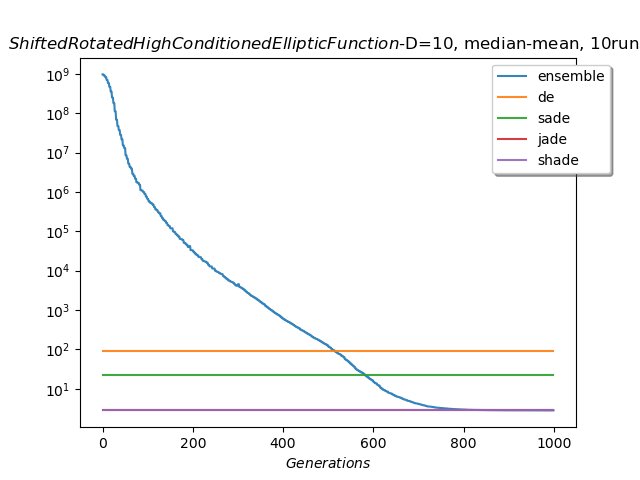 ShiftedRotatedHighConditionedEllipticFunction-D=10, median-mean, 10run
ensemble
de
sade
jade
shade
10⁹
10⁸
10⁷
10⁶
10⁵
10⁴
10³
10²
10¹
0 200 400 600 800 1000
Generations